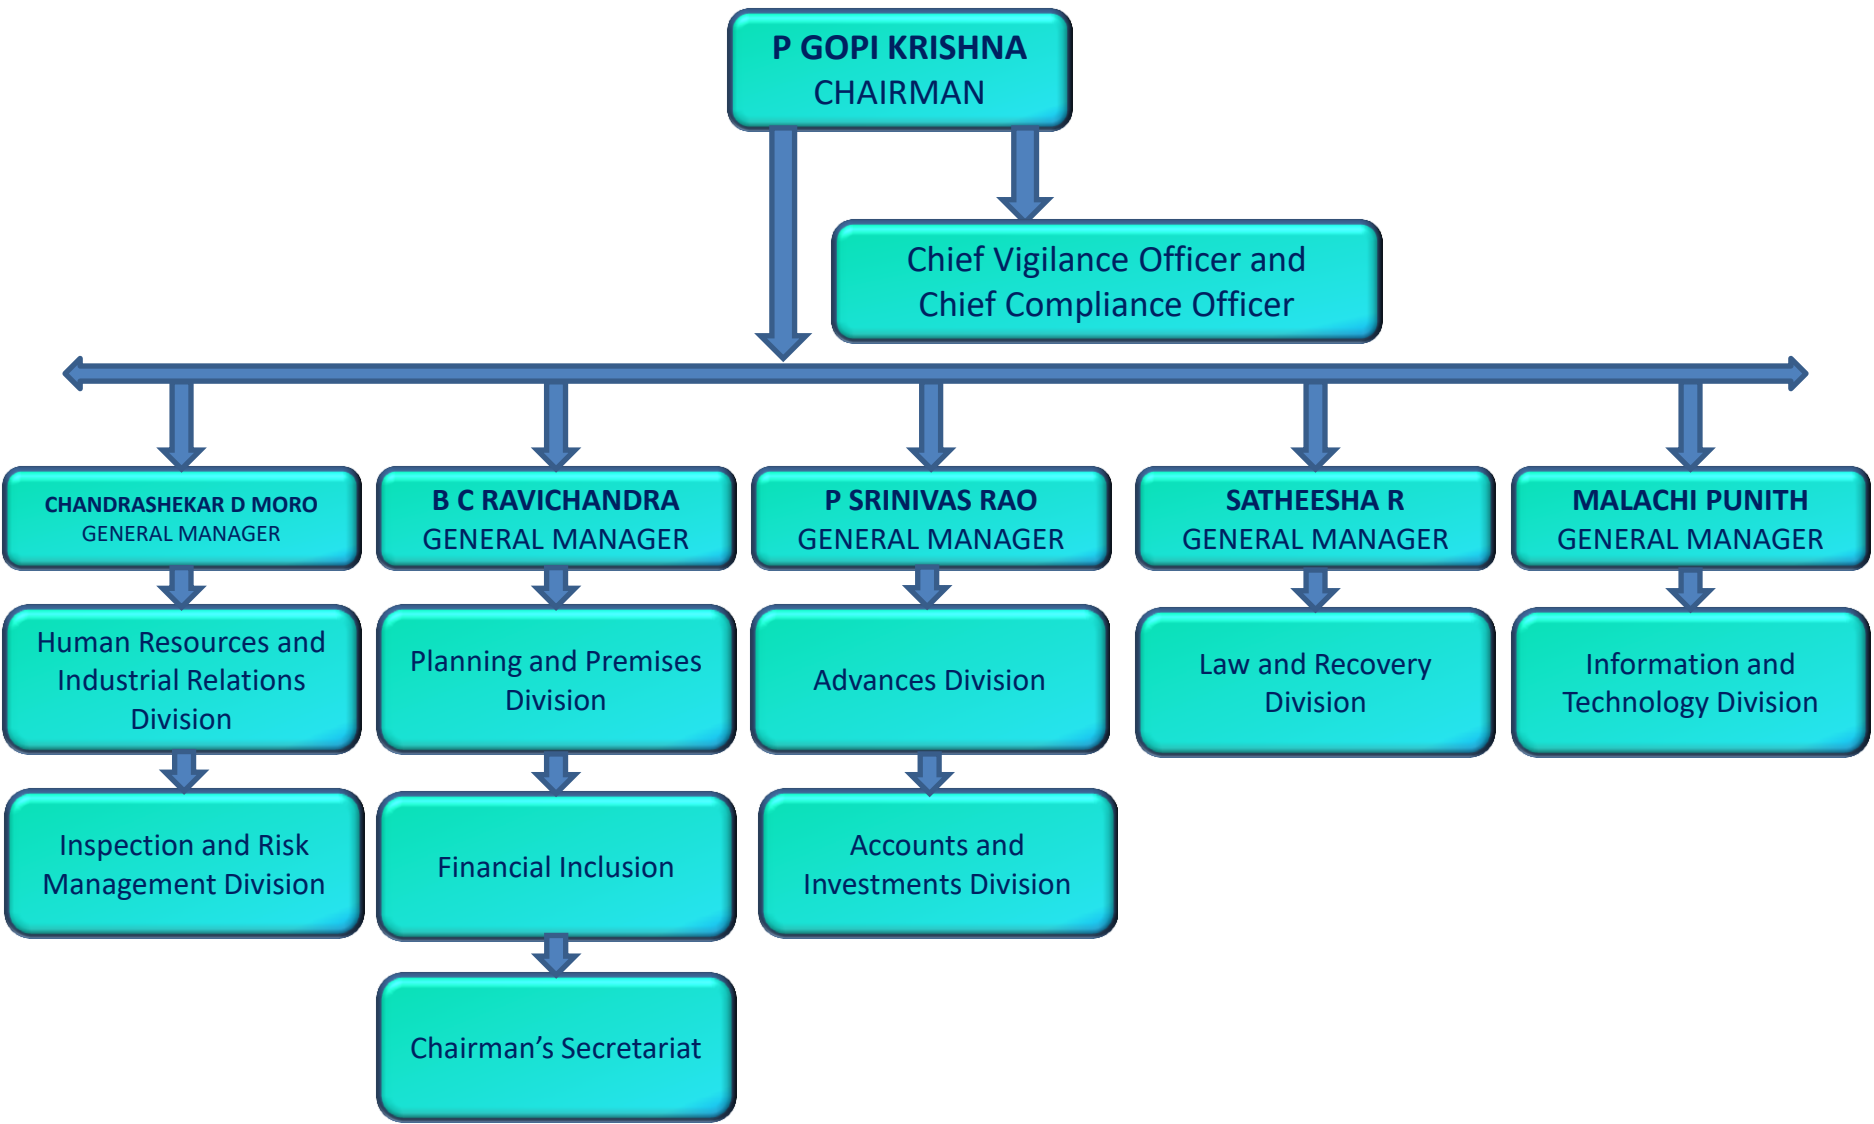 P GOPI KRISHNA
CHAIRMAN
Chief Vigilance Officer and
Chief Compliance Officer
CHANDRASHEKAR D MORO
GENERAL MANAGER
B C RAVICHANDRA
GENERAL MANAGER
P SRINIVAS RAO
GENERAL MANAGER
SATHEESHA R
GENERAL MANAGER
MALACHI PUNITH
GENERAL MANAGER
Human Resources and
Industrial Relations
Division
Planning and Premises
Division
Advances Division
Law and Recovery
Division
Information and
Technology Division
Inspection and Risk
Management Division
Financial Inclusion
Accounts and
Investments Division
Chairman’s Secretariat